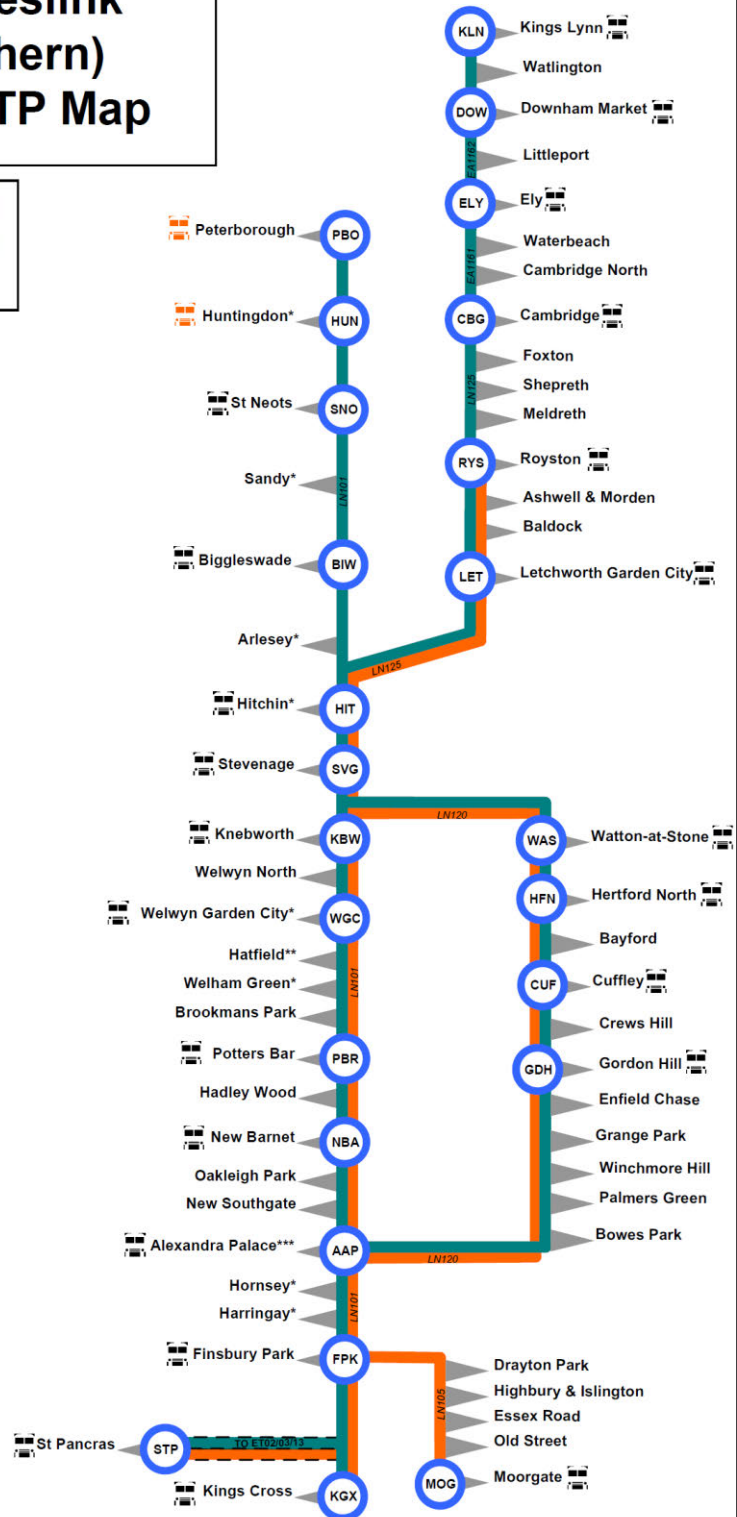 eslink
hern)
TP Map
KLN Kings Lynn
Watlington
DOW Downham Market
EA1162
Littleport
ELY Ely
Waterbeach
EA1161
Cambridge North
CBG Cambridge
Foxton
LN125
Shepreth
Meldreth
RYS Royston
Ashwell & Morden
Baldock
LET Letchworth Garden City
Peterborough PBO
Huntingdon* HUN
St Neots SNO
Sandy* LN101
Biggleswade BIW
Arlesey*
LN125
Hitchin* HIT
Stevenage SVG
LN120
Knebworth KBW
Welwyn North
Welwyn Garden City* WGC
Hatfield**
LN101
Welham Green*
Brookmans Park
Potters Bar PBR
Hadley Wood
New Barnet NBA
Oakleigh Park
New Southgate
Alexandra Palace*** AAP
LN120
WAS Watton-at-Stone
HFN Hertford North
Bayford
CUF Cuffley
Crews Hill
GDH Gordon Hill
Enfield Chase
Grange Park
Winchmore Hill
Palmers Green
Bowes Park
Hornsey*
LN101
Harringay*
Finsbury Park FPK
Drayton Park
Highbury & Islington
LN105
Essex Road
Old Street
MOG Moorgate
St Pancras STP
TO ET02/03/13
Kings Cross KGX